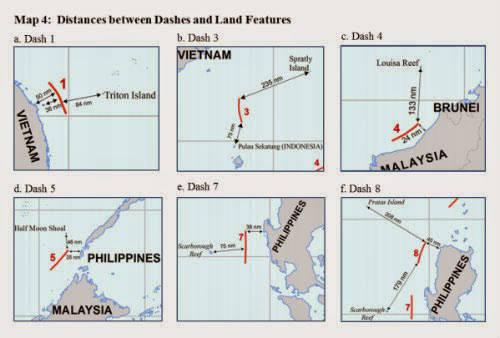 Map 4: Distances between Dashes and Land Features
a. Dash 1
b. Dash 3
c. Dash 4
VIETNAM
1
50 nm
36 nm
84 nm
Triton Island
VIETNAM
Spratly
Island
235 nm
3
75 nm
Pulau Sekatung (INDONESIA)
4
Louisa Reef
133 nm
BRUNEI
4
24 nm
MALAYSIA
d. Dash 5
e. Dash 7
f. Dash 8
Half Moon Shoal
46 nm
5
35 nm
PHILIPPINES
MALAYSIA
38 nm
7
Scarborough
Reef
75 nm
PHILIPPINES
Pratas Island
208 nm
45 nm
8
179 nm
PHILIPPINES
Scarborough
Reef
7